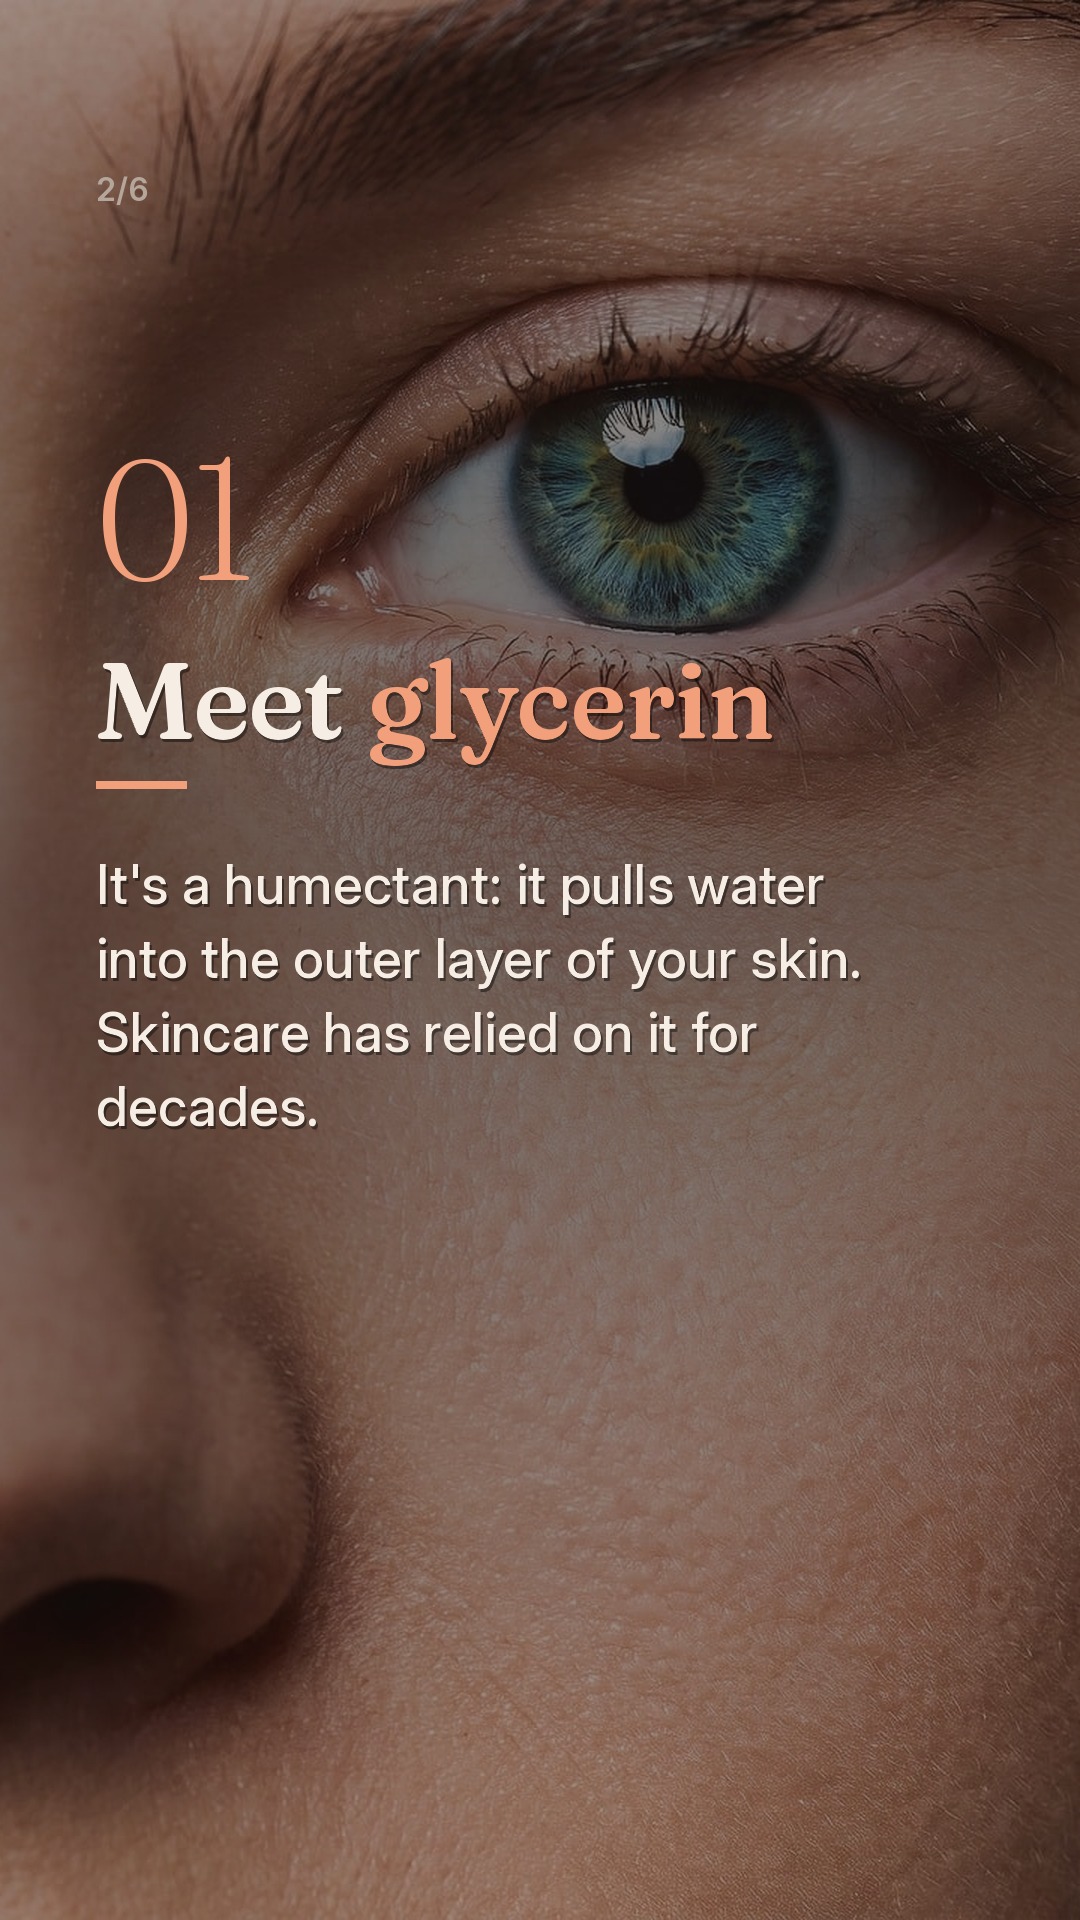 2/6
01
Meet glycerin
It's a humectant: it pulls water
into the outer layer of your skin.
Skincare has relied on it for
decades.